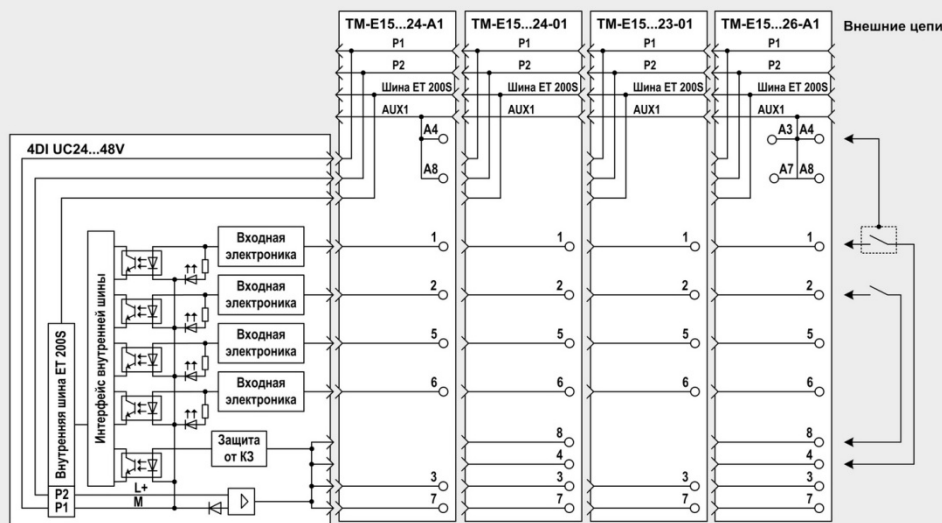 TM-E15...24-A1
TM-E15...24-01
TM-E15...23-01
TM-E15...26-A1
Внешние цепи
P1
P1
P1
P1
P2
P2
P2
P2
Шина ET 200S
Шина ET 200S
Шина ET 200S
Шина ET 200S
AUX1
AUX1
AUX1
AUX1
A4
A3 A4
A8
A7 A8
4DI UC24...48V
Внутренняя шина ET 200S
Интерфейс внутренней шины
Входная
электроника
Входная
электроника
Входная
электроника
Входная
электроника
Защита
от КЗ
P2
P1
L+
M
1
1
1
1
2
2
2
2
5
5
5
5
6
6
6
6
8
8
4
4
3
3
3
3
7
7
7
7